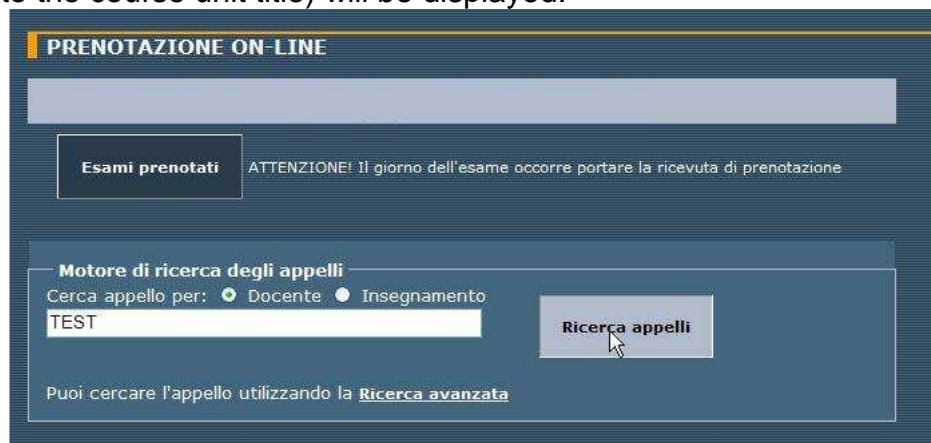 to the course unit title) will be displayed.
PRENOTAZIONE ON-LINE
Esami prenotati ATTENZIONE! Il giorno dell'esame occorre portare la ricevuta di prenotazione
Motore di ricerca degli appelli
Cerca appello per: Docente Insegnamento
TEST
Ricerca appelli
Puoi cercare l'appello utilizzando la Ricerca avanzata